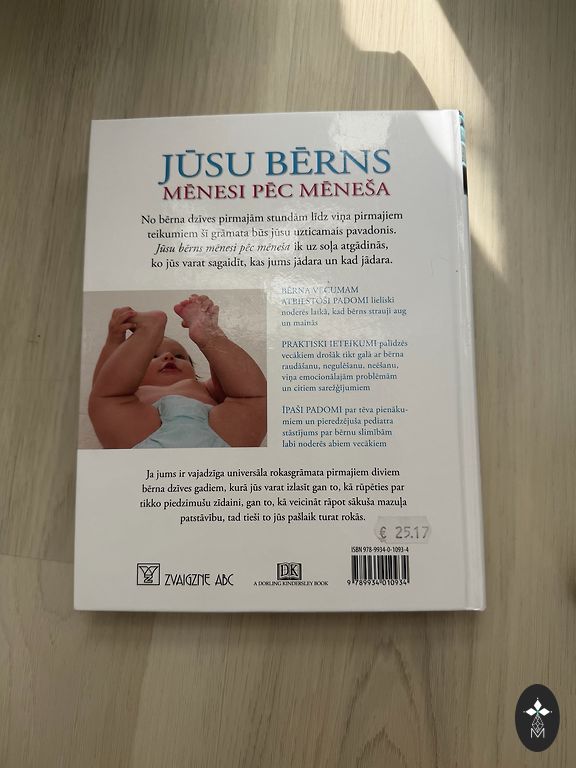 JŪSU BĒRNS
MĒNESI PĒC MĒNEŠA
No bērna dzīves pirmajām stundām līdz viņa pirmajiem
teikumiem šī grāmata būs jūsu uzticamais pavadonis.
Jūsu bērns mēnesi pēc mēneša ik uz soļa atgādinās,
ko jūs varat sagaidīt, kas jums jādara un kad jādara.
BĒRNA VECUMAM
ATBILSTOŠI PADOMI lieliski
noderēs laikā, kad bērns strauji aug
un mainās
PRAKTISKI IETEIKUMI palīdzēs
vecākiem drošāk tikt galā ar bērna
raudāšanu, negulēšanu, neēšanu,
viņa emocionālajām problēmām
un citiem sarežģījumiem
ĪPAŠI PADOMI par tēva pienāku-
miem un pieredzējuša pediatra
stāstījums par bērnu slimībām
labi noderēs abiem vecākiem
Ja jums ir vajadzīga universāla rokasgrāmata pirmajiem diviem
bērna dzīves gadiem, kurā jūs varat izlasīt gan to, kā rūpēties par
tikko piedzimušu zīdaini, gan to, kā veicināt rāpot sākuša mazuļa
patstāvību, tad tieši to jūs pašlaik turat rokās.
€ 25.17
ISBN 978-9934-0-1093-4
ZVAIGZNE ABC
DK
A DORLING KINDERSLEY BOOK
9 789934 010934
M